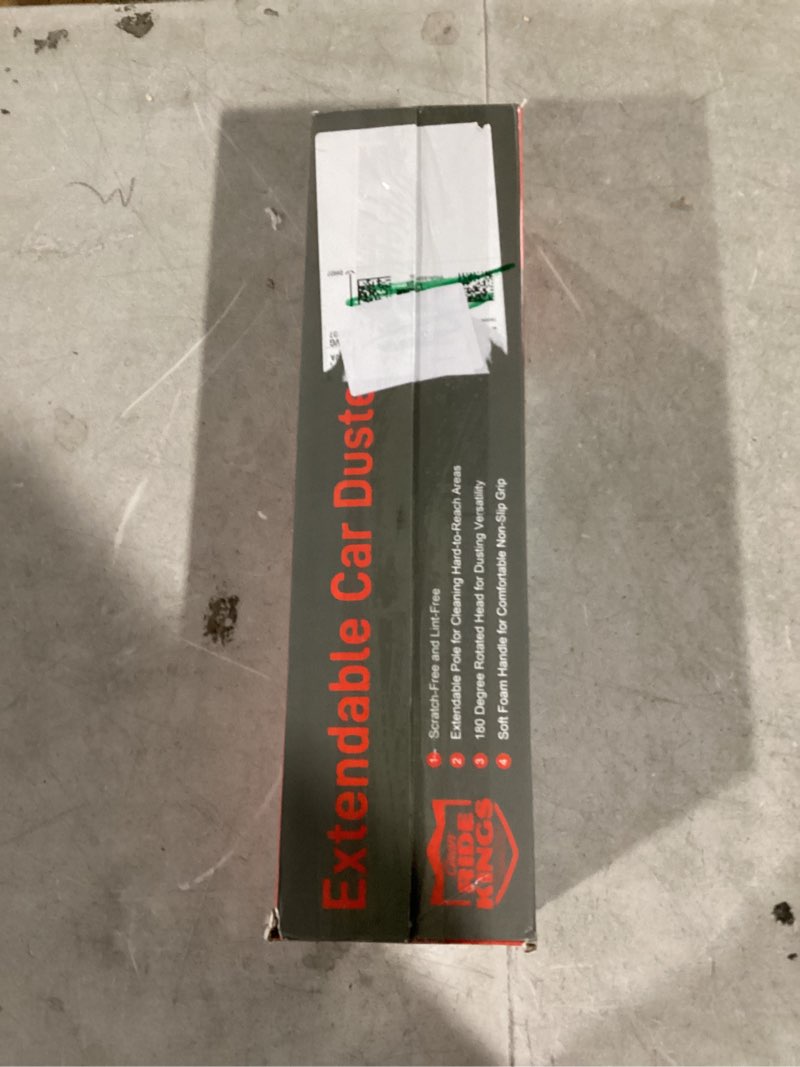 Extendable Car Duste
1 Scratch-Free and Lint-Free
2 Extendable Pole for Cleaning Hard-to-Reach Areas
3 180 Degree Rotated Head for Dusting Versatility
4 Soft Foam Handle for Comfortable Non-Slip Grip
RIDE
KINGS